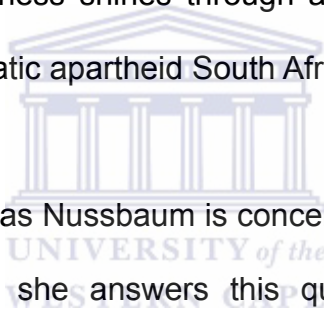 ness shines through a
atic apartheid South Afr
as Nussbaum is conce
UNIVERSITY of the
she answers this qu
WESTERN CAPE